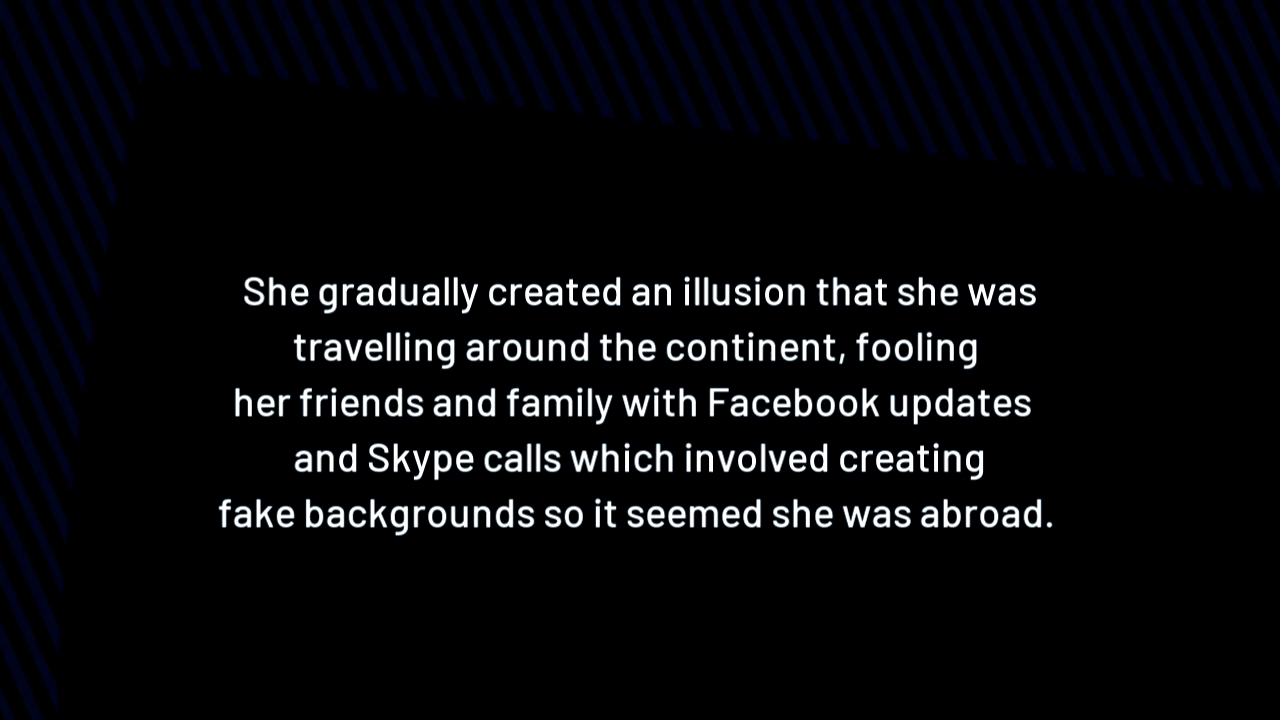 She gradually created an illusion that she was
travelling around the continent, fooling
her friends and family with Facebook updates
and Skype calls which involved creating
fake backgrounds so it seemed she was abroad.